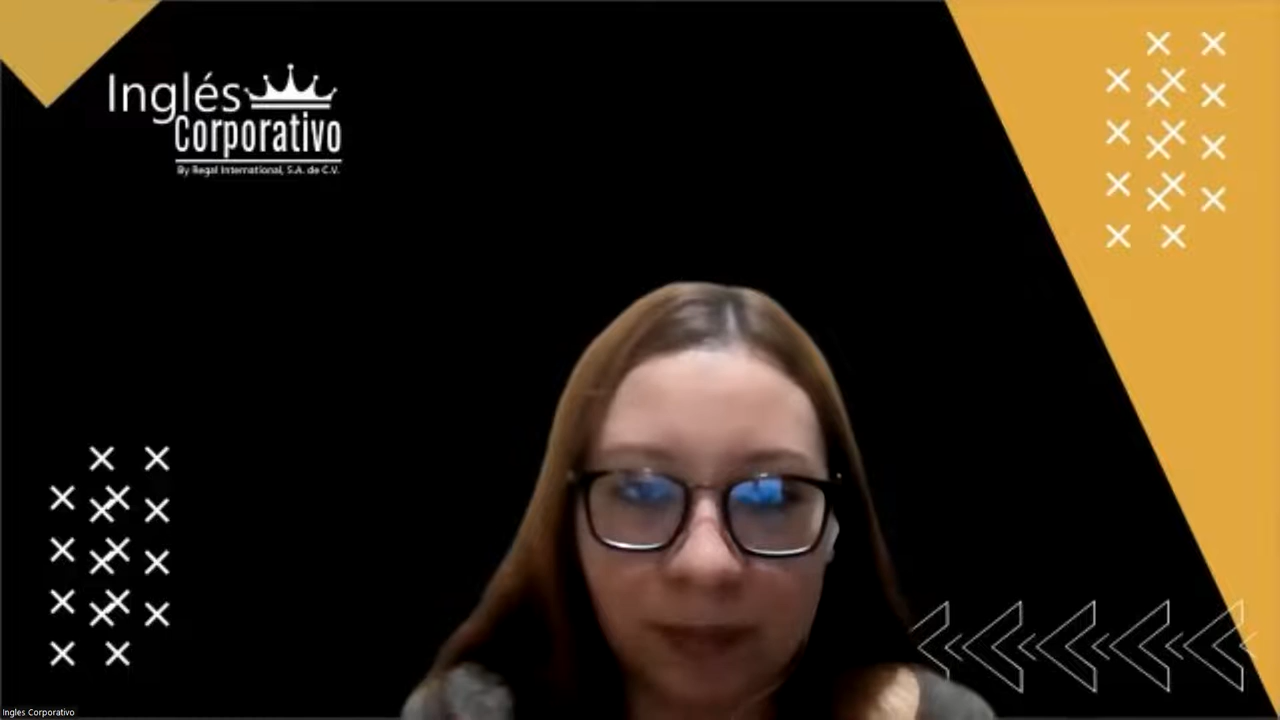 Inglés
Corporativo
By Regal International, S.A. de C.V.
Ingles Corporativo